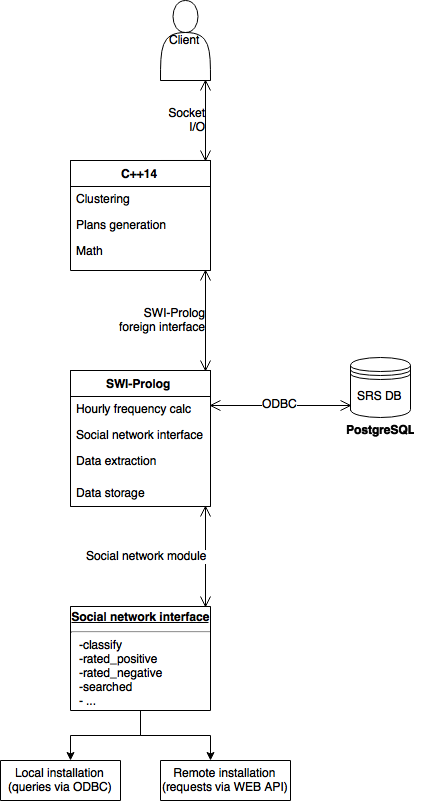 Client
Socket
I/O
C++14
Clustering
Plans generation
Math
SWI-Prolog
foreign interface
SWI-Prolog
Hourly frequency calc
Social network interface
Data extraction
Data storage
ODBC
SRS DB
PostgreSQL
Social network module
Social network interface
-classify
-rated_positive
-rated_negative
-searched
- ...
Local installation
(queries via ODBC)
Remote installation
(requests via WEB API)